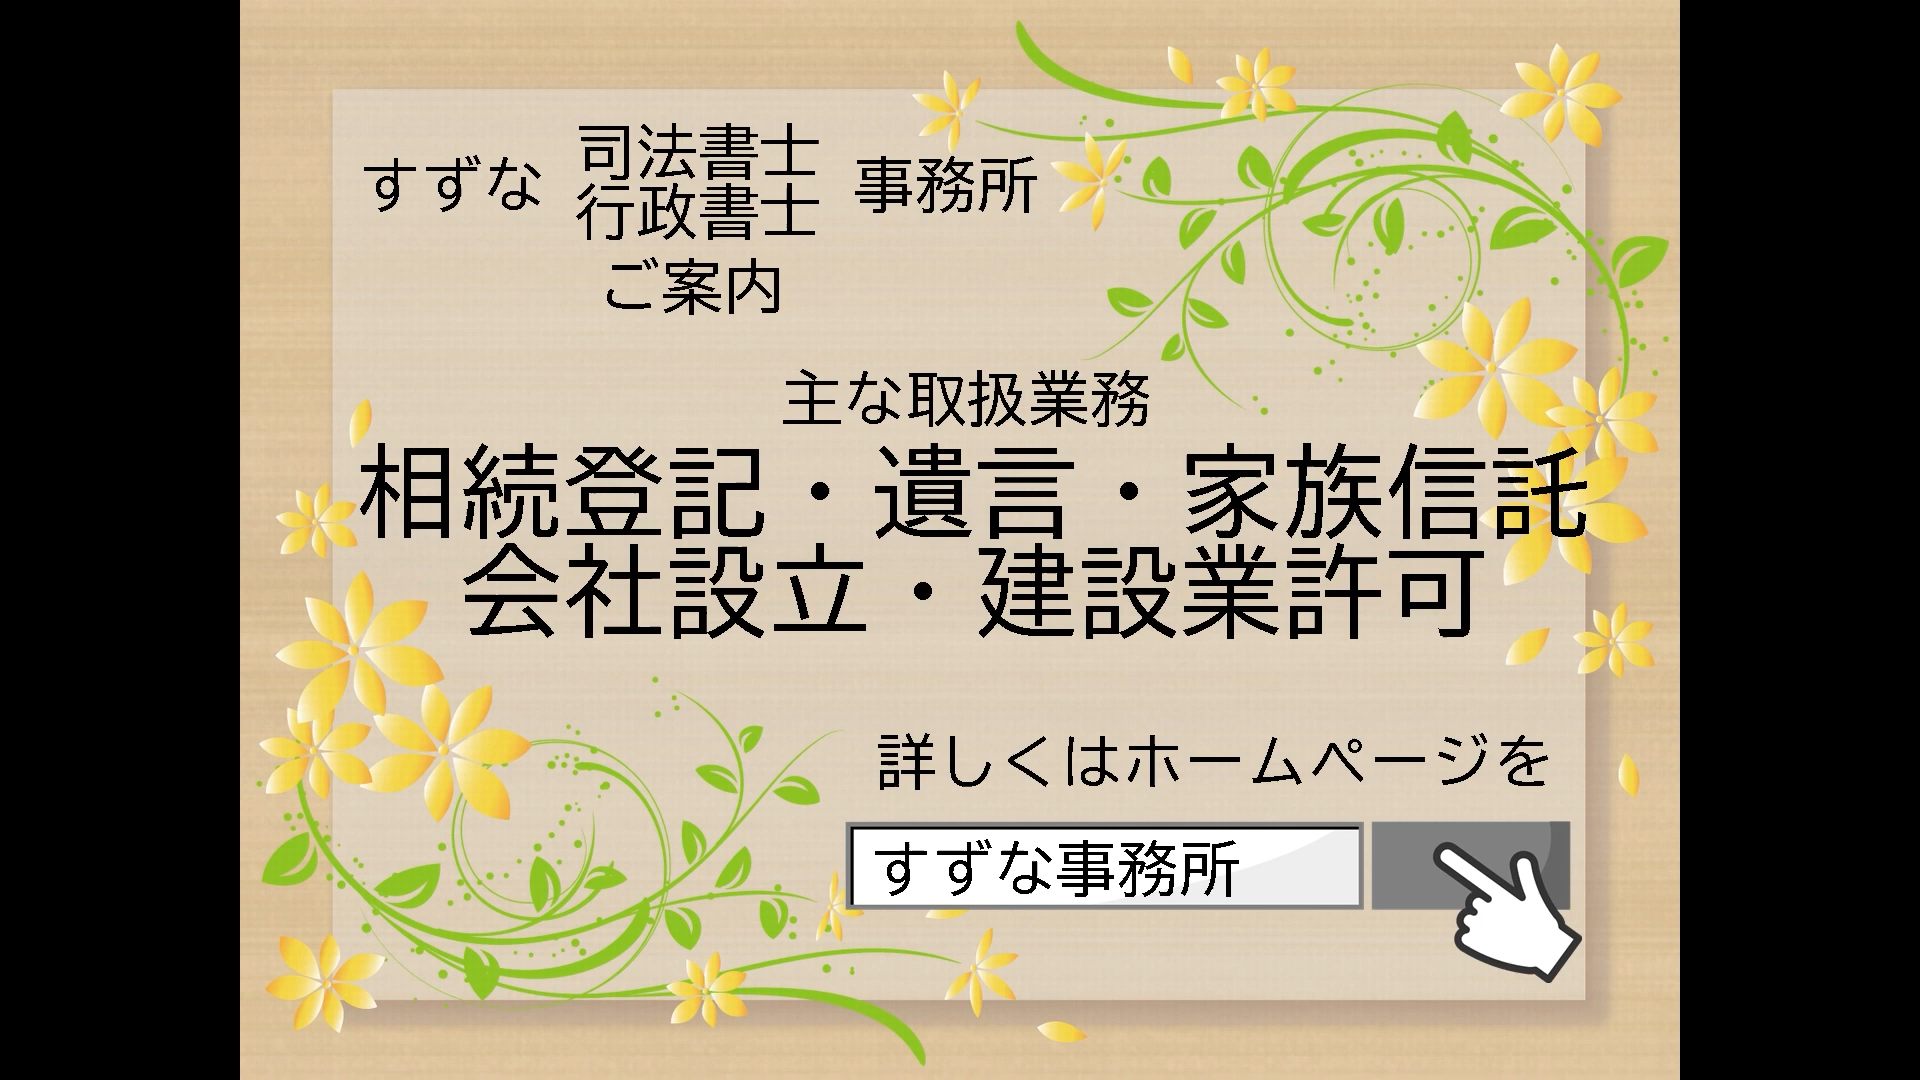 すずな 司法書士 事務所
行政書士
ご案内
主な取扱業務
相続登記・遺言・家族信託
会社設立・建設業許可
詳しくはホームページを
すずな事務所